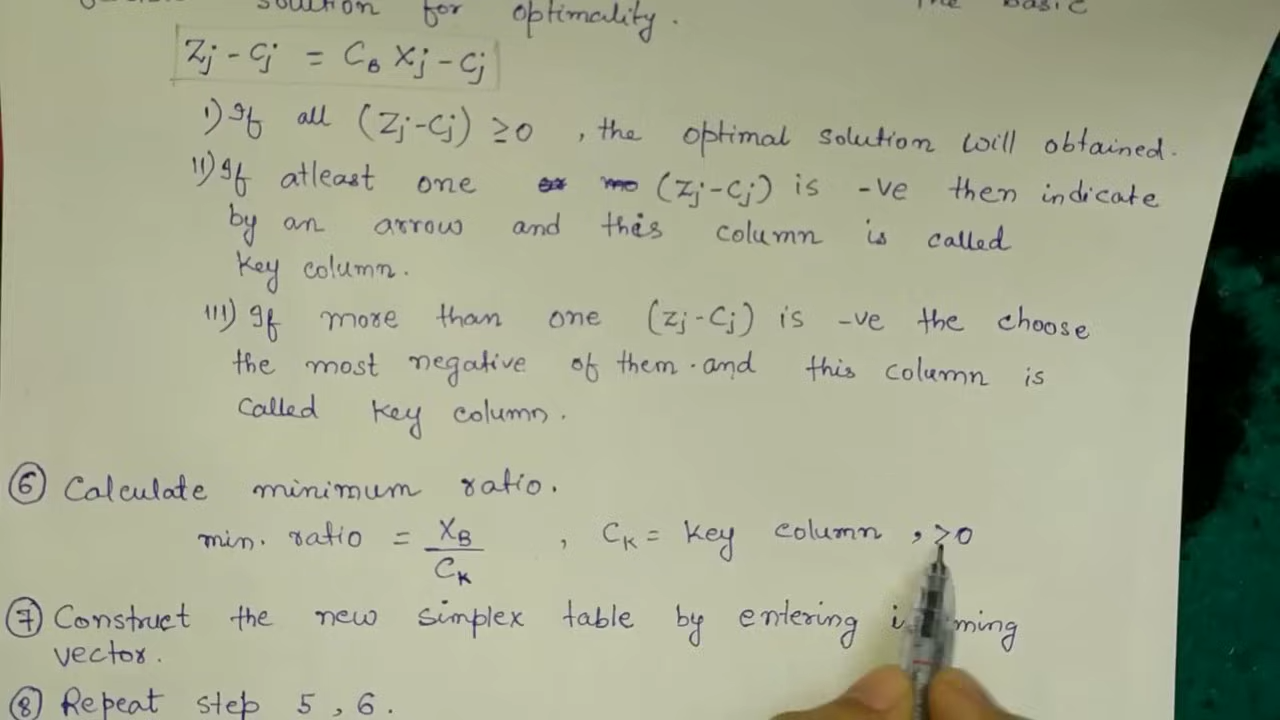 solution for optimality. The basic
Zj - Cj = CB Xj - Cj
i) If all (Zj-Cj) ≥0 , the optimal solution will obtained.
ii) If atleast one (Zj-Cj) is -ve then indicate
by an arrow and this column is called
key column.
iii) If more than one (Zj-Cj) is -ve the choose
the most negative of them. and this column is
called key column.
⑥ Calculate minimum ratio.
min. ratio = XB / CK , CK = key column , >0
⑦ Construct the new simplex table by entering
vector.
⑧ Repeat step 5 , 6.